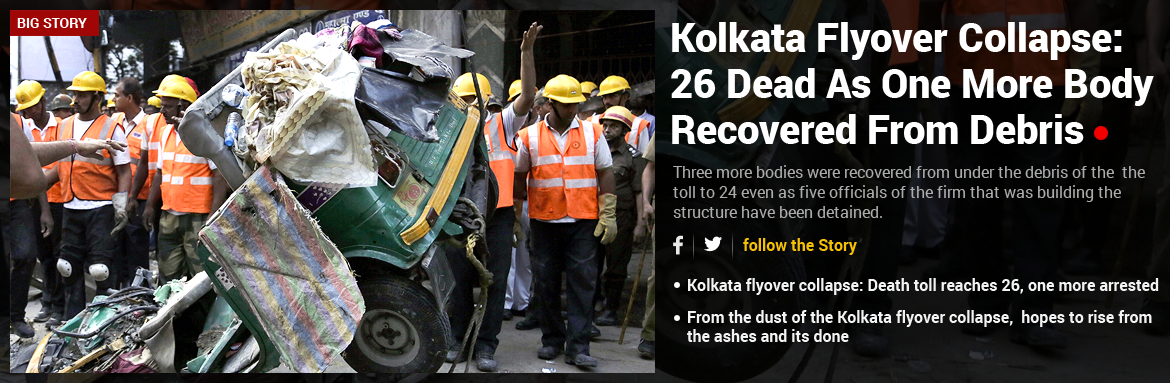 BIG STORY
Kolkata Flyover Collapse:
26 Dead As One More Body
Recovered From Debris
Three more bodies were recovered from under the debris of the  the
toll to 24 even as five officials of the firm that was building the
structure have been detained.
follow the Story
• Kolkata flyover collapse: Death toll reaches 26, one more arrested
• From the dust of the Kolkata flyover collapse,  hopes to rise from
the ashes and its done